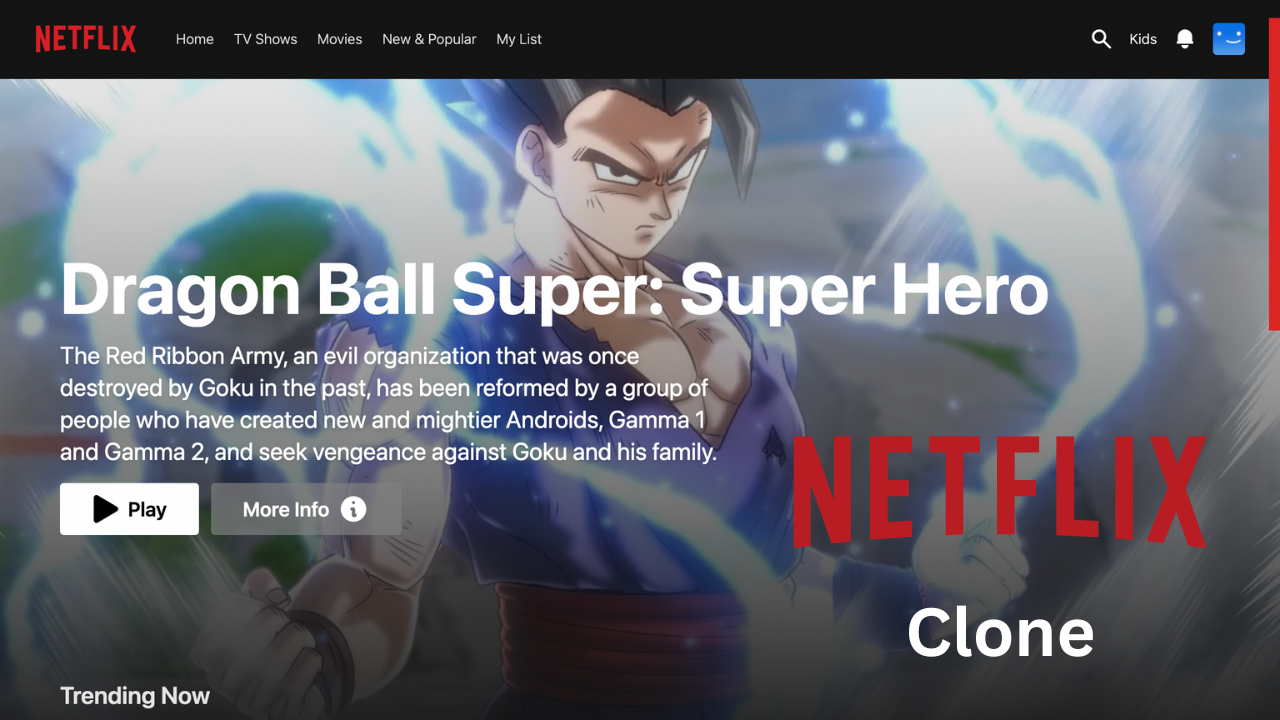 NETFLIX Home TV Shows Movies New & Popular My List Kids
Dragon Ball Super: Super Hero
The Red Ribbon Army, an evil organization that was once
destroyed by Goku in the past, has been reformed by a group of
people who have created new and mightier Androids, Gamma 1
and Gamma 2, and seek vengeance against Goku and his family.
Play More Info
NETFLIX
Clone
Trending Now